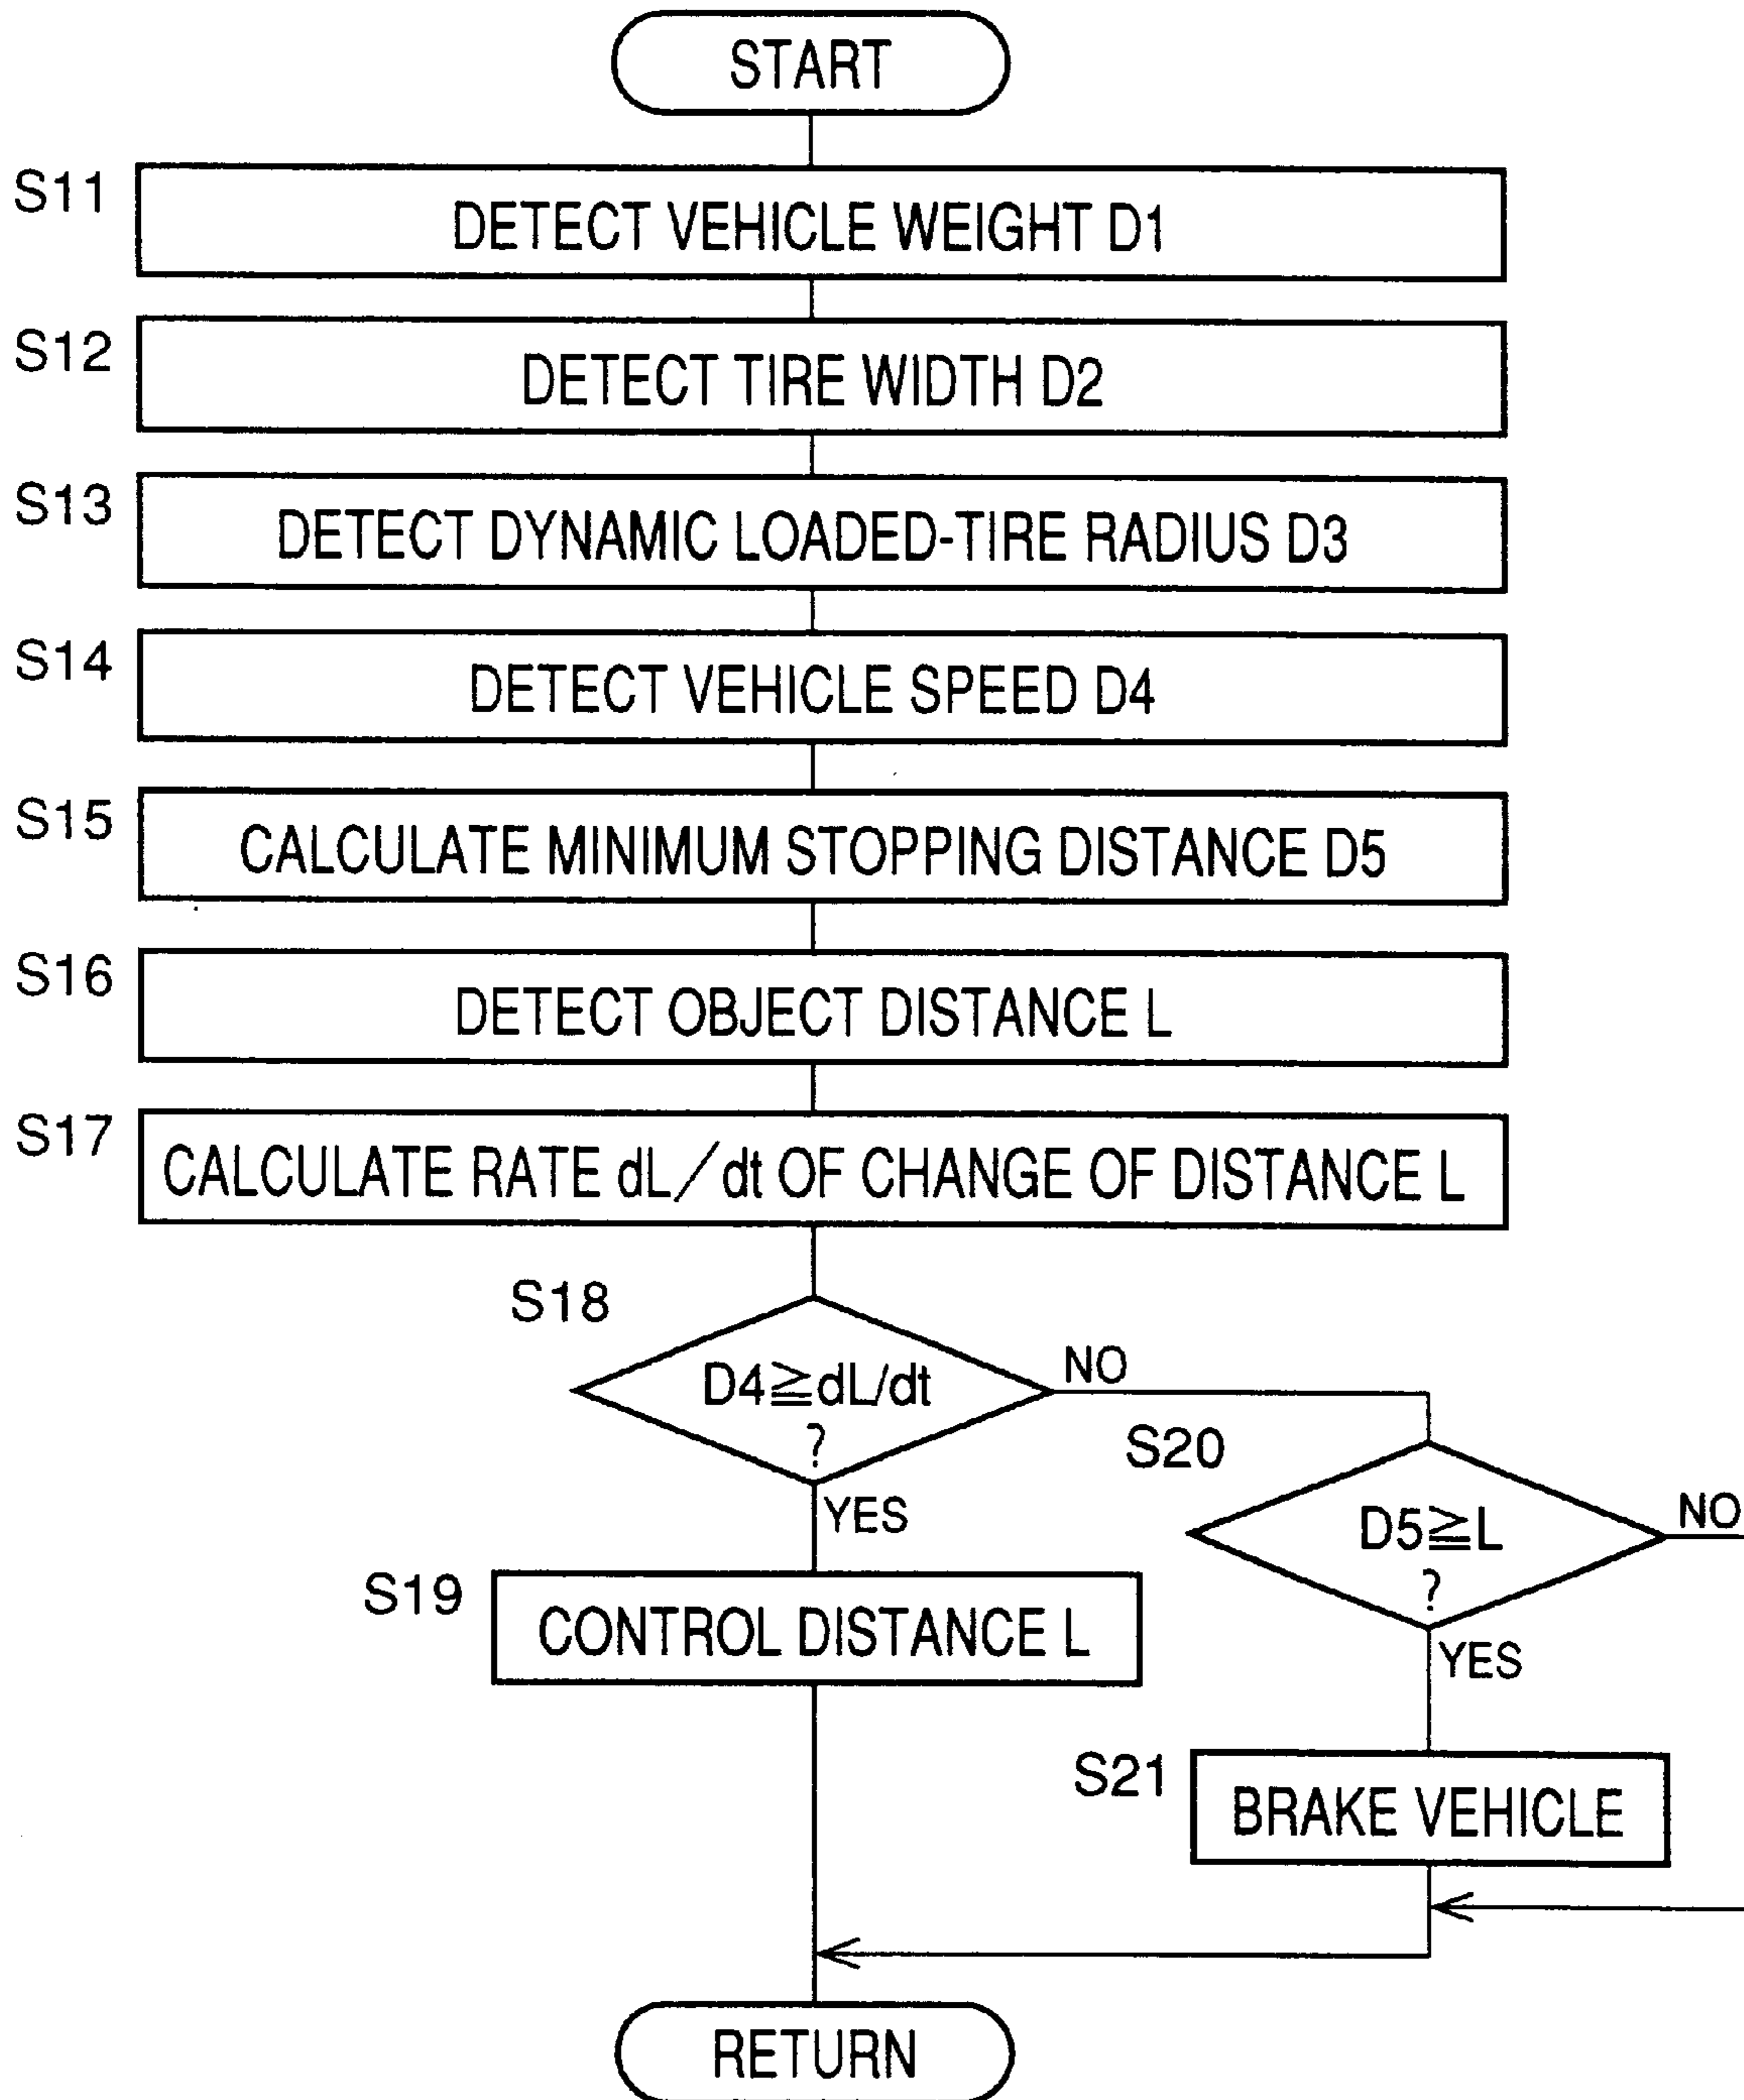 START
S11
DETECT VEHICLE WEIGHT D1
S12
DETECT TIRE WIDTH D2
S13
DETECT DYNAMIC LOADED-TIRE RADIUS D3
S14
DETECT VEHICLE SPEED D4
S15
CALCULATE MINIMUM STOPPING DISTANCE D5
S16
DETECT OBJECT DISTANCE L
S17
CALCULATE RATE dL/dt OF CHANGE OF DISTANCE L
S18
D4≧dL/dt
?
NO
YES
S19
CONTROL DISTANCE L
S20
D5≧L
?
NO
YES
S21
BRAKE VEHICLE
RETURN